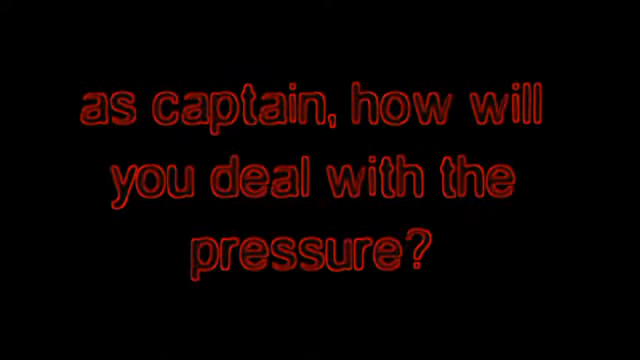 as captain, how will
you deal with the
pressure?